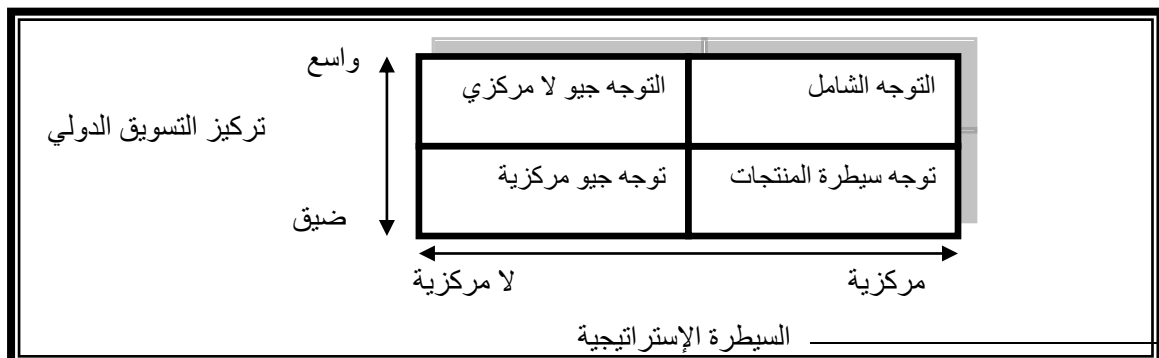 واسع
التوجه الشامل
التوجه جيو لا مركزي
تركيز التسويق الدولي
توجه سيطرة المنتجات
توجه جيو مركزية
ضيق
مركزية
لا مركزية
السيطرة الإستراتيجية